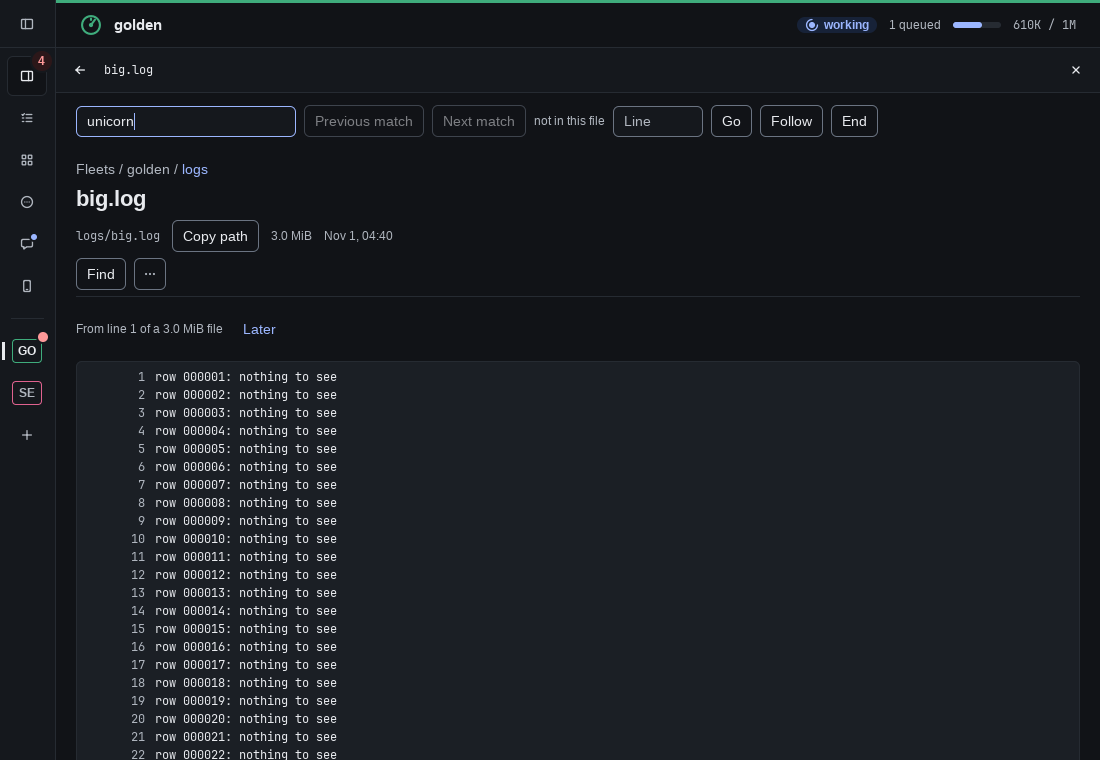 golden
working
1 queued
610K / 1M
4
big.log
unicorn
Previous match
Next match
not in this file
Line
Go
Follow
End
Fleets / golden / logs
big.log
logs/big.log
Copy path
3.0 MiB
Nov 1, 04:40
Find
...
GO
SE
From line 1 of a 3.0 MiB file
Later
1 row 000001: nothing to see
2 row 000002: nothing to see
3 row 000003: nothing to see
4 row 000004: nothing to see
5 row 000005: nothing to see
6 row 000006: nothing to see
7 row 000007: nothing to see
8 row 000008: nothing to see
9 row 000009: nothing to see
10 row 000010: nothing to see
11 row 000011: nothing to see
12 row 000012: nothing to see
13 row 000013: nothing to see
14 row 000014: nothing to see
15 row 000015: nothing to see
16 row 000016: nothing to see
17 row 000017: nothing to see
18 row 000018: nothing to see
19 row 000019: nothing to see
20 row 000020: nothing to see
21 row 000021: nothing to see
22 row 000022: nothing to see